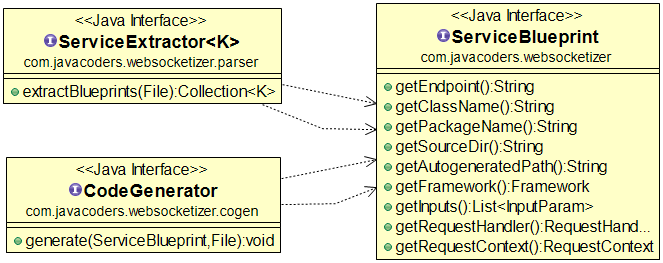 <<Java Interface>>
ServiceExtractor<K>
com.javacoders.websocketizer.parser
extractBlueprints(File):Collection<K>
<<Java Interface>>
CodeGenerator
com.javacoders.websocketizer.cogen
generate(ServiceBlueprint,File):void
<<Java Interface>>
ServiceBlueprint
com.javacoders.websocketizer
getEndpoint():String
getClassName():String
getPackageName():String
getSourceDir():String
getAutogeneratedPath():String
getFramework():Framework
getInputs():List<InputParam>
getRequestHandler():RequestHand...
getRequestContext():RequestContext